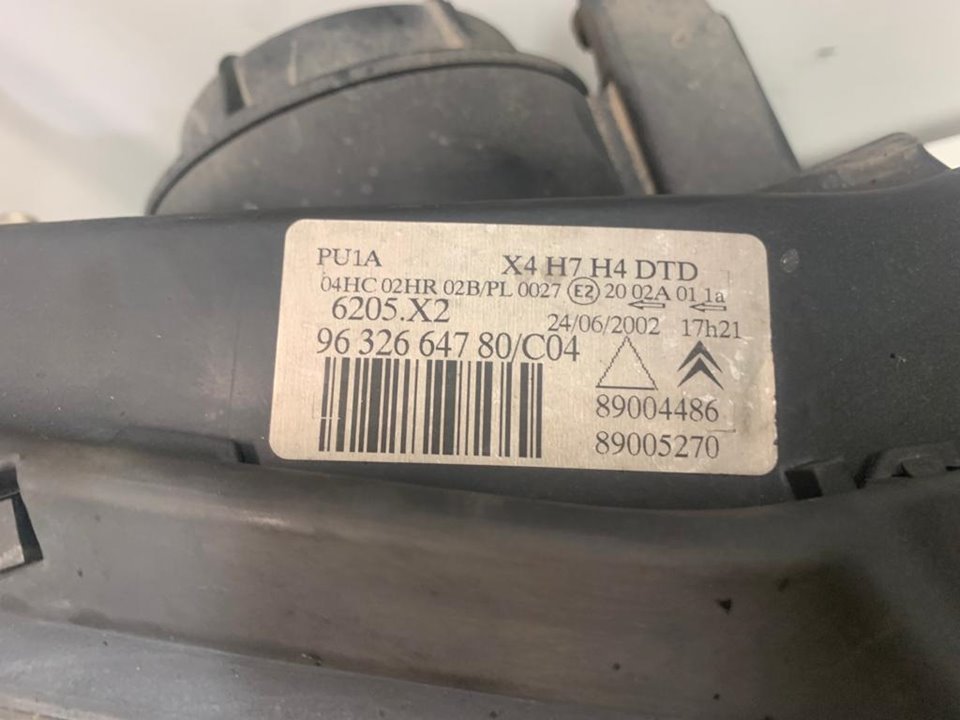 PU1A X4 H7 H4 DTD
04HC 02HR 02B/PL 0027 E2 20 02A 01 1a
6205.X2 24/06/2002 17h21
96 326 647 80/C04
89004486
89005270